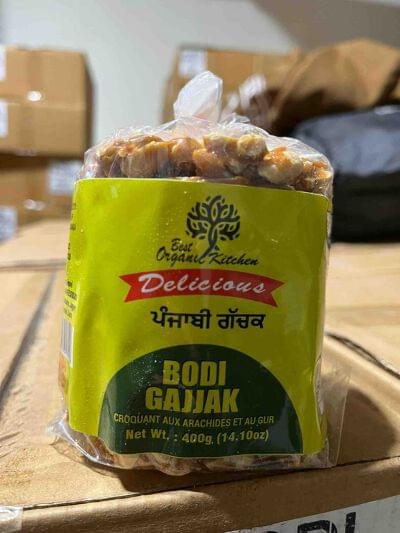 Best
Organic Kitchen
Delicious
ਪੰਜਾਬੀ ਗੱਚਕ
BODI
GAJJAK
CROQUANT AUX ARACHIDES ET AU GUR
Net Wt. : 400g. (14.10oz)